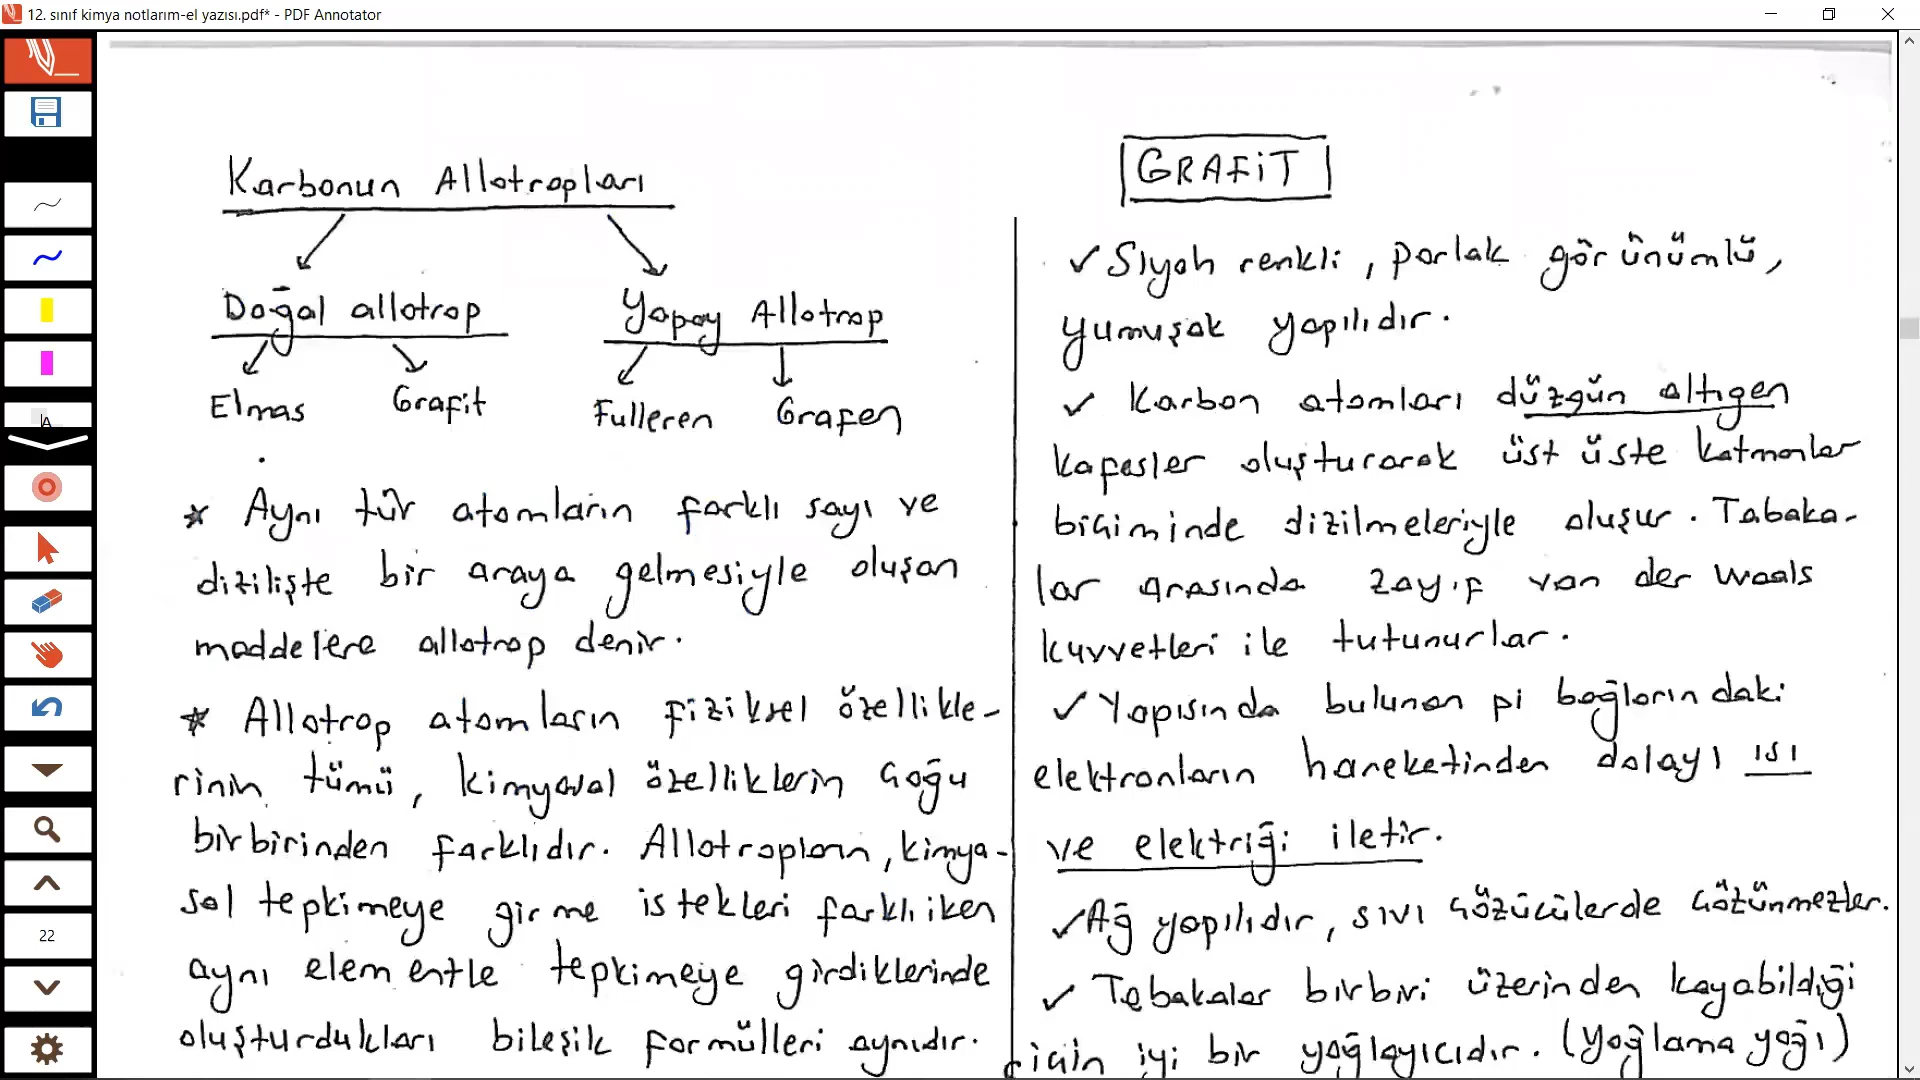 12. sınıf kimya notlarım-el yazısı.pdf* - PDF Annotator
Karbonun Allotropları
Doğal allotrop
Yapay Allotrop
Elmas
Grafit
Fulleren
Grafen
* Aynı tür atomların farklı sayı ve
dizilişte bir araya gelmesiyle oluşan
maddelere allotrop denir.
* Allotrop atomların fiziksel özellikle-
rinin tümü, kimyasal özelliklerin çoğu
birbirinden farklıdır. Allotropların, kimya-
sal tepkimeye girme istekleri farklı iken
aynı elementle tepkimeye girdiklerinde
oluşturdukları bileşik formülleri aynıdır.
GRAFİT
✓ Siyah renkli, parlak görünümlü,
yumuşak yapılıdır.
✓ Karbon atomları düzgün altıgen
kafesler oluşturarak üst üste katmanlar
biçiminde dizilmeleriyle oluşur. Tabaka-
lar arasında zayıf van der waals
kuvvetleri ile tutunurlar.
✓ Yapısında bulunan pi bağlarındaki
elektronların hareketinden dolayı ısı
ve elektriği iletir.
✓ Ağ yapılıdır, sıvı çözücülerde çözünmezler.
✓ Tabakalar birbiri üzerinden kayabildiği
için iyi bir yağlayıcıdır. (Yağlama yağı)
A
22